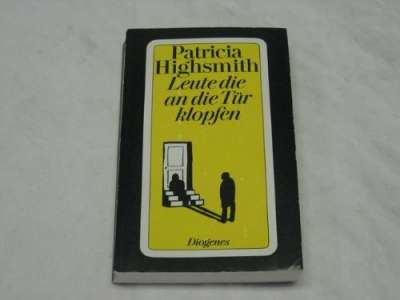 Patricia
Highsmith
Leute die
an die Tür
klopfen
Diogenes